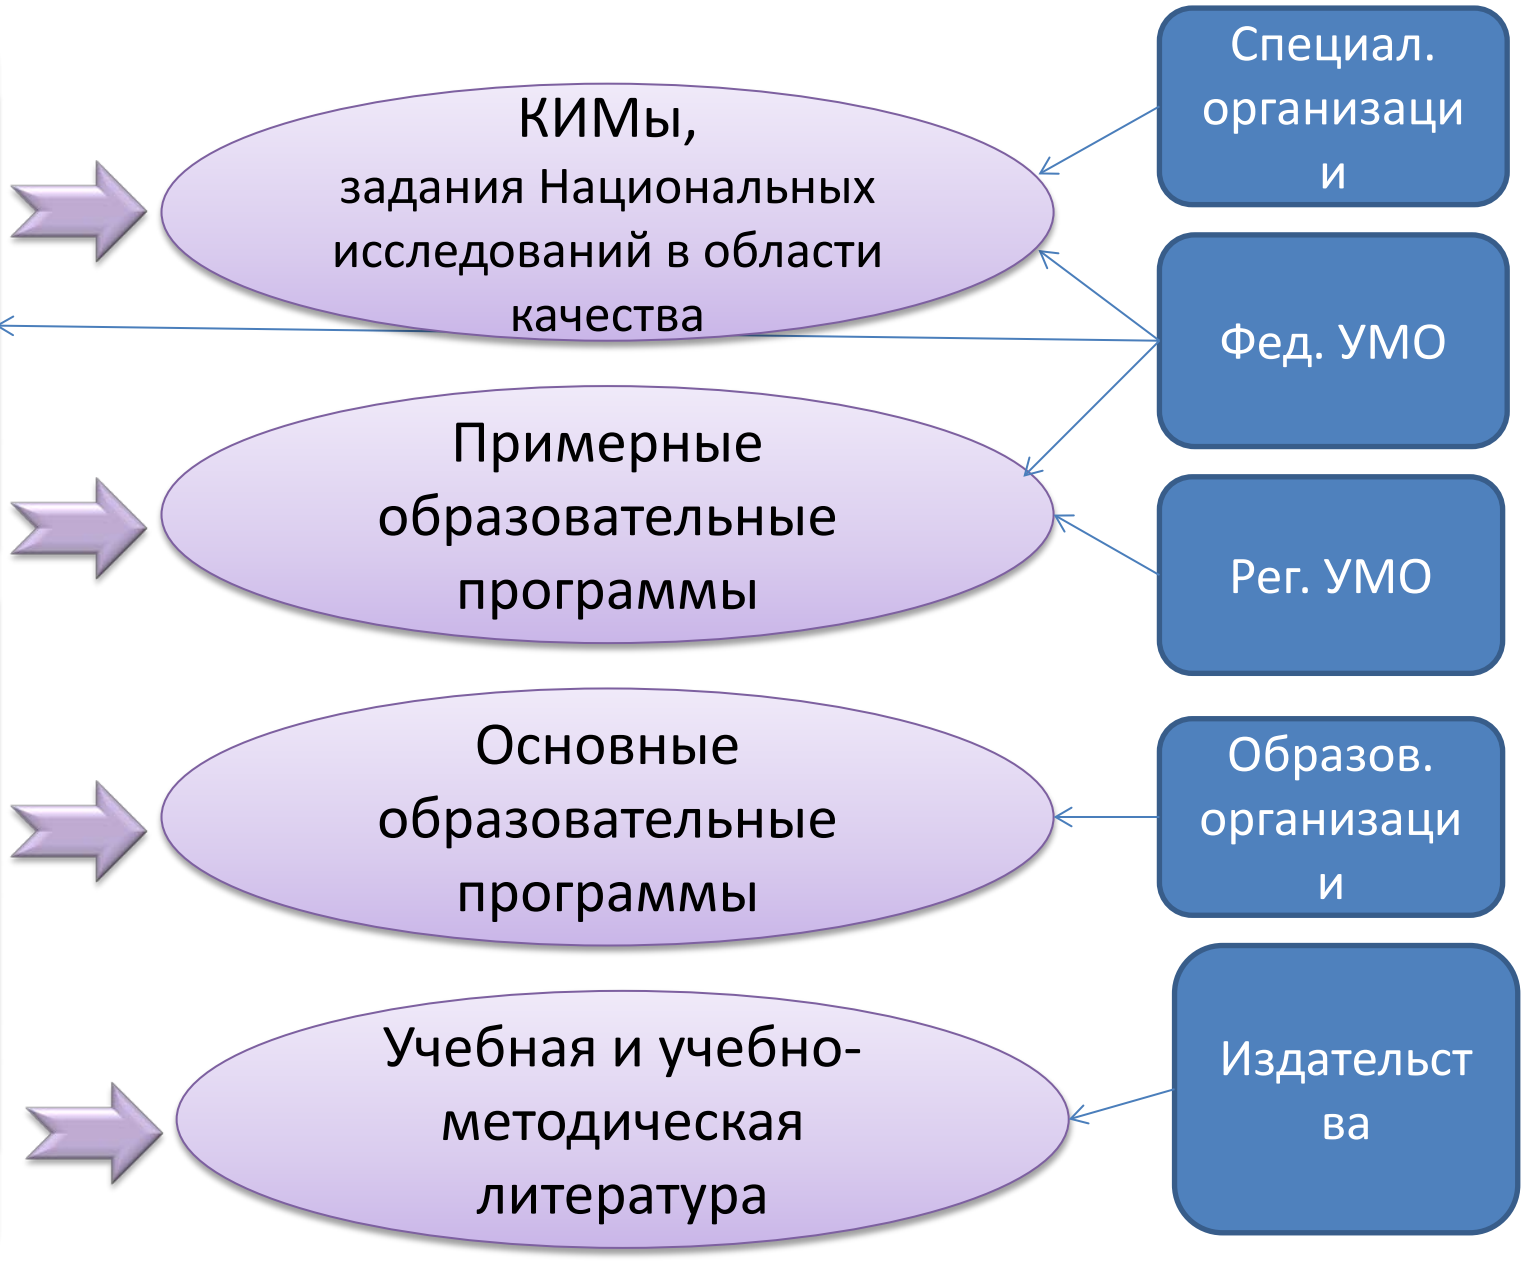 КИМы,
задания Национальных
исследований в области
качества
Примерные
образовательные
программы
Основные
образовательные
программы
Учебная и учебно-
методическая
литература
Специал.
организаци
и
Фед. УМО
Рег. УМО
Образов.
организаци
и
Издательст
ва